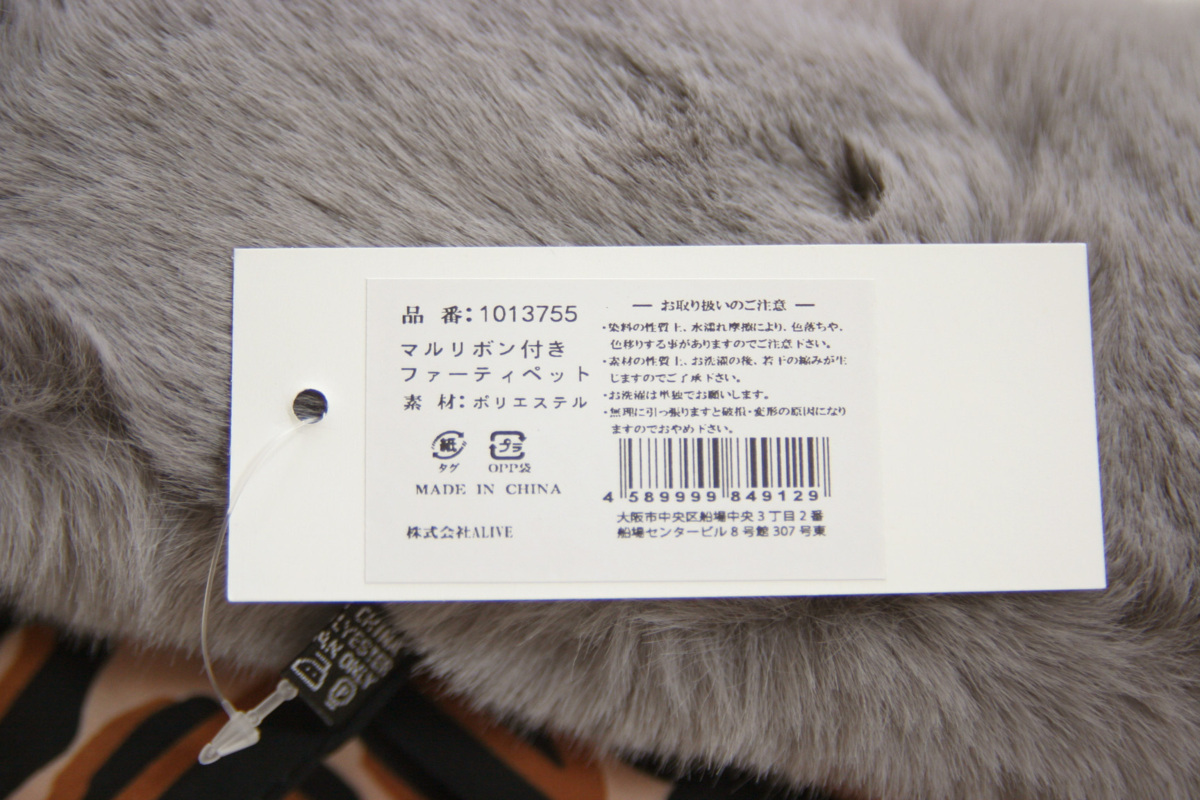 品 番：1013755
マルリボン付き
ファーティペット
素 材：ポリエステル
紙
プラ
タグ
OPP袋
MADE IN CHINA
株式会社ALIVE
― お取り扱いのご注意 ―
・染料の性質上、水濡れ摩擦により、色落ちや、
色移りする事がありますのでご注意下さい。
・素材の性質上、お洗濯の後、若干の縮みが生
じますのでご了承下さい。
・お洗濯は単独でお願いします。
・無理に引っ張りますと破損・変形の原因になり
ますのでおやめ下さい。
4 589999 849129
大阪市中央区船場中央3丁目2番
船場センタービル8号館307号東
CHINA